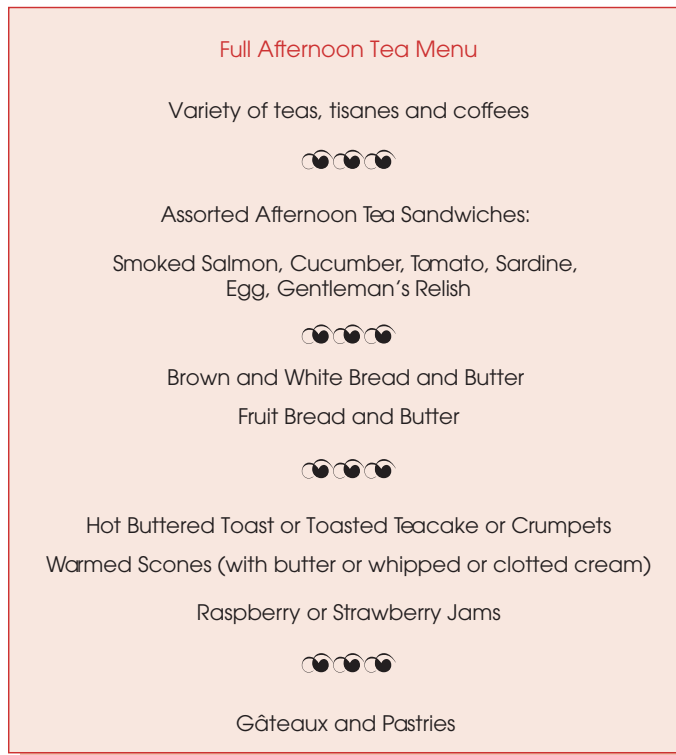 Full Afternoon Tea Menu
Variety of teas, tisanes and coffees
Assorted Afternoon Tea Sandwiches:
Smoked Salmon, Cucumber, Tomato, Sardine,
Egg, Gentleman's Relish
Brown and White Bread and Butter
Fruit Bread and Butter
Hot Buttered Toast or Toasted Teacake or Crumpets
Warmed Scones (with butter or whipped or clotted cream)
Raspberry or Strawberry Jams
Gâteaux and Pastries